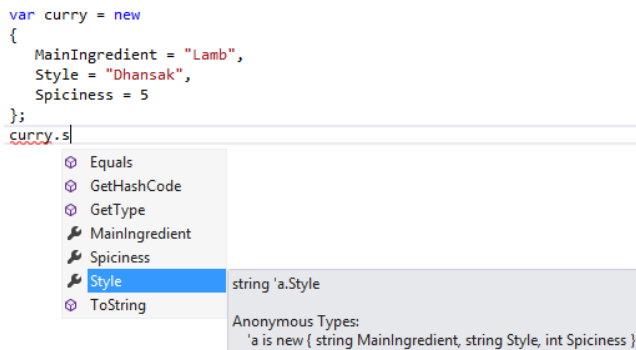 var curry = new
{
MainIngredient = "Lamb",
Style = "Dhansak",
Spiciness = 5
};
curry.s
Equals
GetHashCode
GetType
MainIngredient
Spiciness
Style
ToString
string 'a.Style
Anonymous Types:
'a is new { string MainIngredient, string Style, int Spiciness }